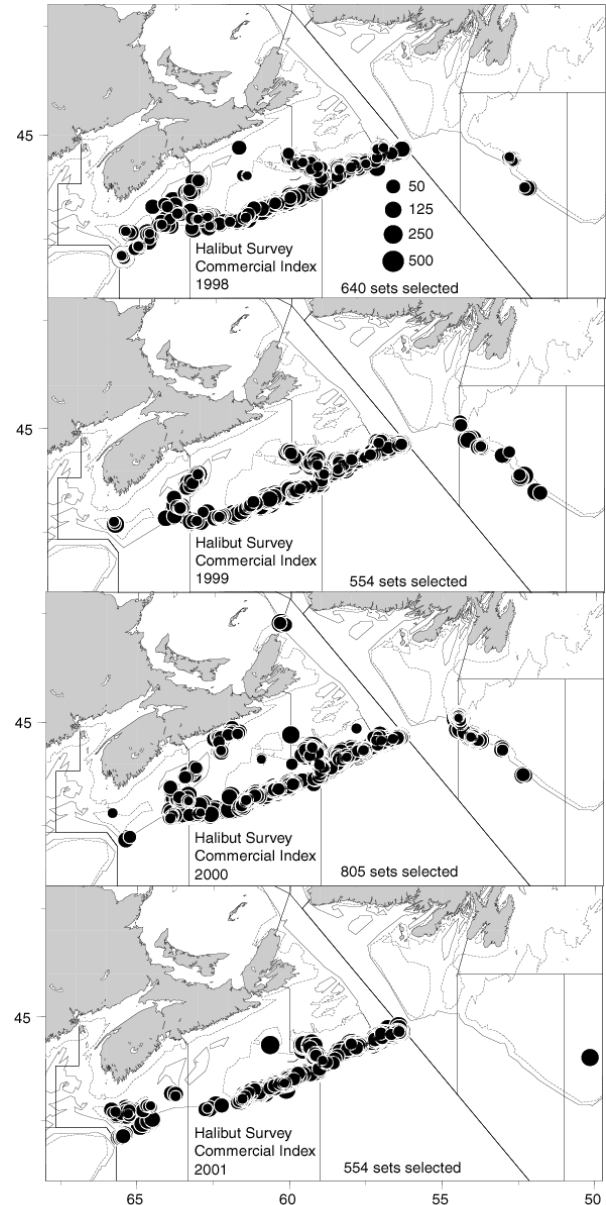 45
50
125
250
500
Halibut Survey
Commercial Index
1998
640 sets selected
45
Halibut Survey
Commercial Index
1999
554 sets selected
45
Halibut Survey
Commercial Index
2000
805 sets selected
45
Halibut Survey
Commercial Index
2001
554 sets selected
65 60 55 50